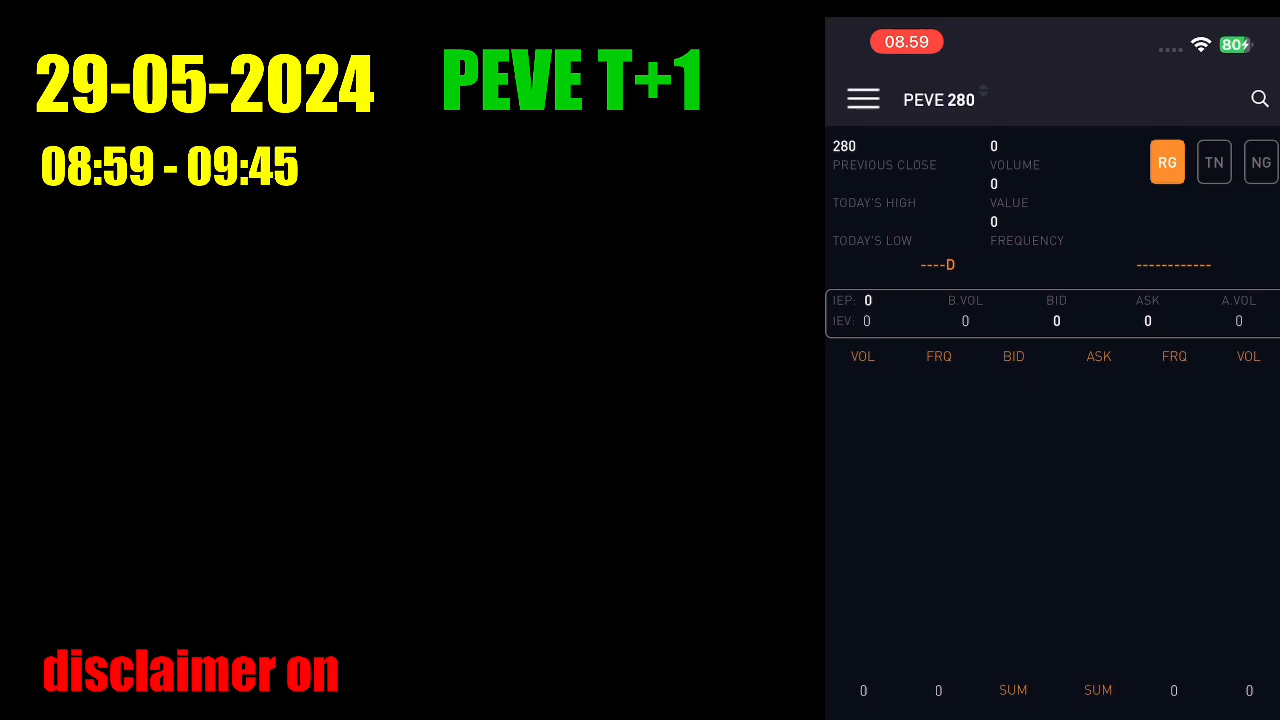 29-05-2024
PEVE T+1
08:59 - 09:45
disclaimer on
08.59
80
PEVE 280
280
PREVIOUS CLOSE
0
VOLUME
RG
TN
NG
0
TODAY'S HIGH
VALUE
0
TODAY'S LOW
FREQUENCY
----D
------------
IEP: 0 B.VOL BID ASK A.VOL
IEV: 0 0 0 0 0
VOL FRQ BID ASK FRQ VOL
0 0 SUM SUM 0 0